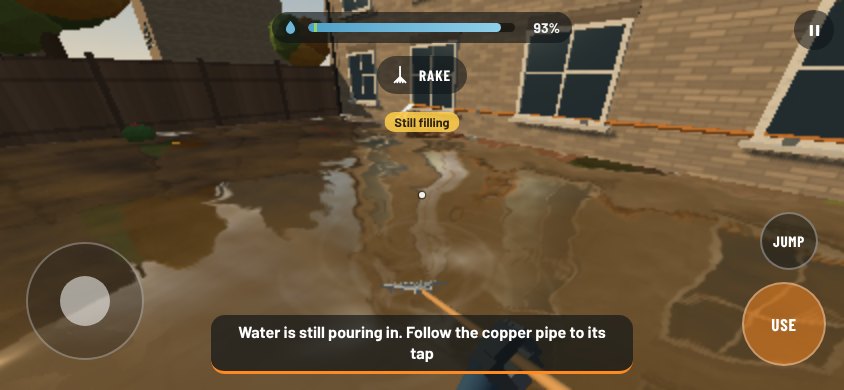 93%
RAKE
Still filling
JUMP
USE
Water is still pouring in. Follow the copper pipe to its
tap